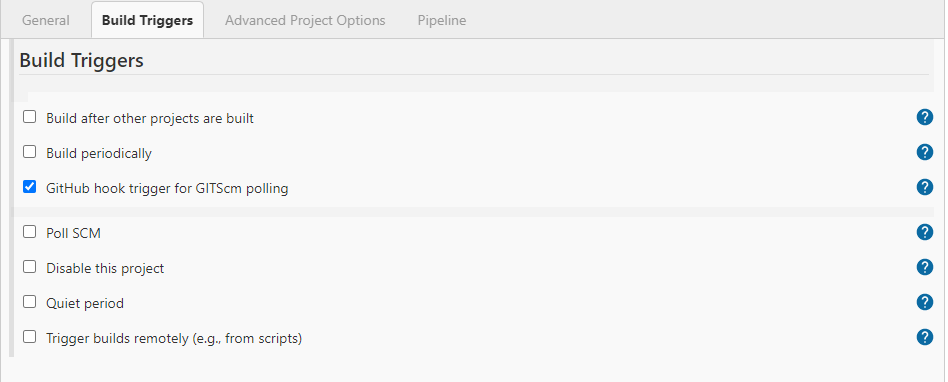 General Build Triggers Advanced Project Options Pipeline
Build Triggers
Build after other projects are built ?
Build periodically ?
GitHub hook trigger for GITScm polling ?
Poll SCM ?
Disable this project ?
Quiet period ?
Trigger builds remotely (e.g., from scripts) ?